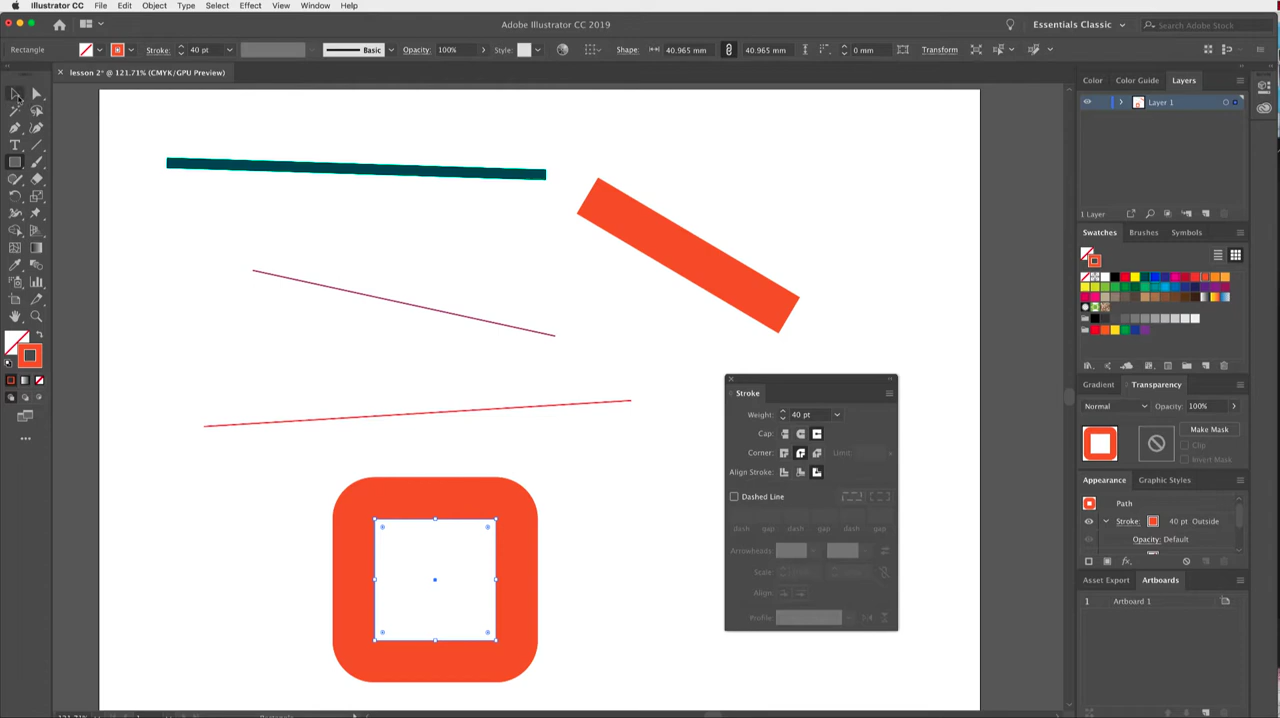 Illustrator CC File Edit Object Type Select Effect View Window Help
Adobe Illustrator CC 2019
Essentials Classic
Search Adobe Stock
Rectangle Stroke: 40 pt Basic Opacity: 100% Style: Shape: 40.965 mm 40.965 mm 0 mm Transform
× lesson 2* @ 121.71% (CMYK/GPU Preview)
Color Color Guide Layers
Layer 1
1 Layer
Swatches Brushes Symbols
Gradient Transparency
Normal Opacity: 100%
Make Mask
Clip
Invert Mask
Appearance Graphic Styles
Path
Stroke: 40 pt Outside
Opacity: Default
Asset Export Artboards
1 Artboard 1
Stroke
Weight: 40 pt
Cap:
Corner: Limit:
Align Stroke:
Dashed Line
dash gap dash gap dash gap
Arrowheads:
Scale:
Align:
Profile:
121.71% 1 Rectangle